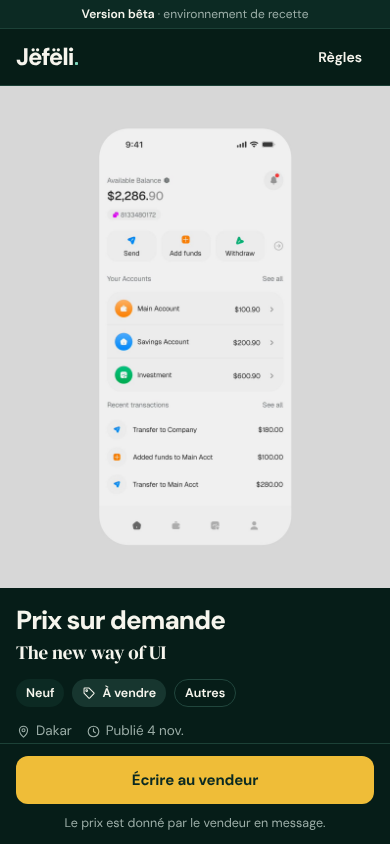 Version bêta · environnement de recette
Jëfëli.
Règles
9:41
Available Balance
$2,286.90
8133460172
Send
Add funds
Withdraw
Your Accounts
See all
Main Account
$100.90
Savings Account
$200.90
Investment
$600.90
Recent transactions
See all
Transfer to Company
$180.00
Added funds to Main Acct
$100.00
Transfer to Main Acct
$280.00
Prix sur demande
The new way of UI
Neuf
À vendre
Autres
Dakar
Publié 4 nov.
Écrire au vendeur
Le prix est donné par le vendeur en message.